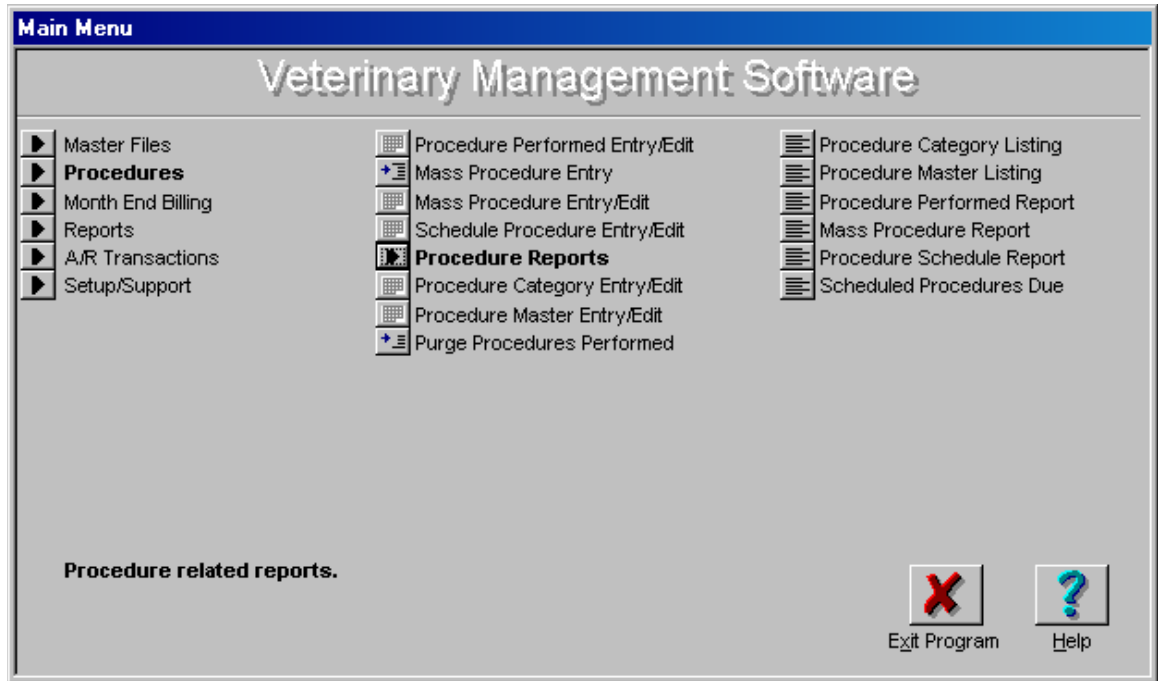 Main Menu
Veterinary Management Software
Master Files
Procedures
Month End Billing
Reports
A/R Transactions
Setup/Support
Procedure Performed Entry/Edit
Mass Procedure Entry
Mass Procedure Entry/Edit
Schedule Procedure Entry/Edit
Procedure Reports
Procedure Category Entry/Edit
Procedure Master Entry/Edit
Purge Procedures Performed
Procedure Category Listing
Procedure Master Listing
Procedure Performed Report
Mass Procedure Report
Procedure Schedule Report
Scheduled Procedures Due
Procedure related reports.
Exit Program
Help